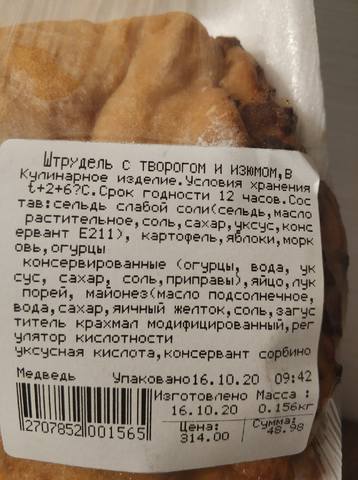 Штрудель с творогом и изюмом,в
Кулинарное изделие.Условия хранения
t+2+6?С.Срок годности 12 часов.Сос
тав:сельдь слабой соли(сельдь,масло
растительное,соль,сахар,уксус,конс
ервант Е211), картофель,яблоки,морк
овь,огурцы
консервированные (огурцы, вода, ук
сус, сахар, соль,приправы),яйцо,лук
порей, майонез(масло подсолнечное,
вода,сахар,яичный желток,соль,загус
титель крахмал модифицированный,рег
улятор кислотности
уксусная кислота,консервант сорбино
Медведь Упаковано16.10.20 09:42
Изготовлено Масса :
16.10.20 0.156кг
Цена: Сумма:
314.00 48.98
2707852 001565